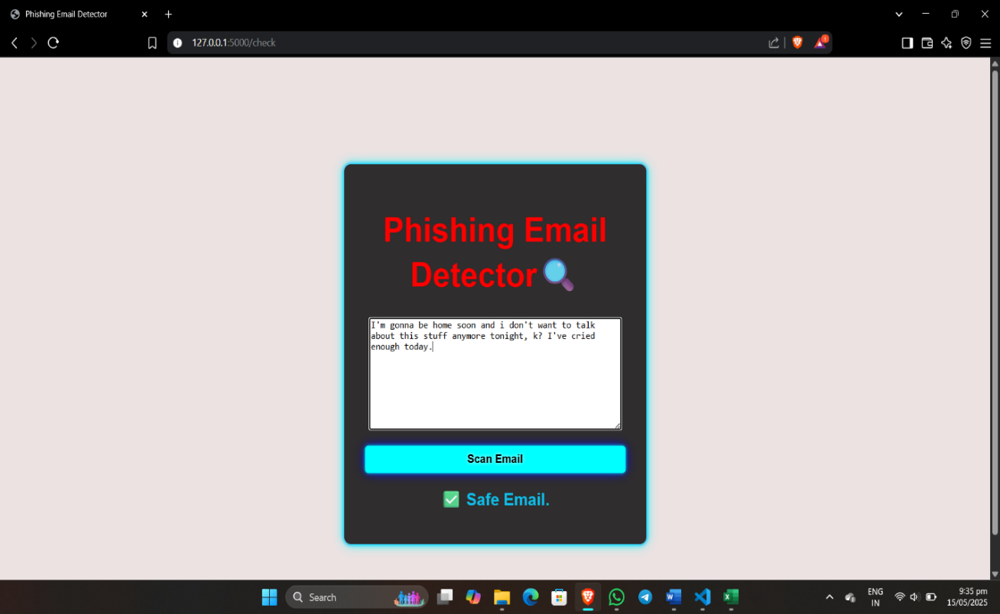 Phishing Email Detector
127.0.0.1:5000/check
1
Phishing Email
Detector
I'm gonna be home soon and i don't want to talk
about this stuff anymore tonight, k? I've cried
enough today.
Scan Email
Safe Email.
Search
ENG
IN
9:35 pm
15/05/2025